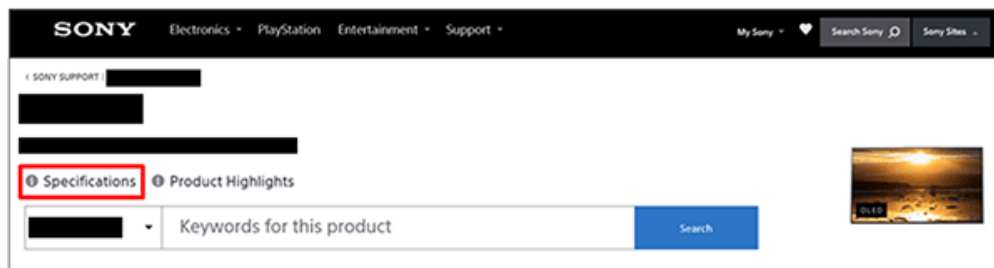 SONY Electronics PlayStation Entertainment Support My Sony Search Sony Sony Sites
‹ SONY SUPPORT |
Specifications Product Highlights
OLED
Keywords for this product Search